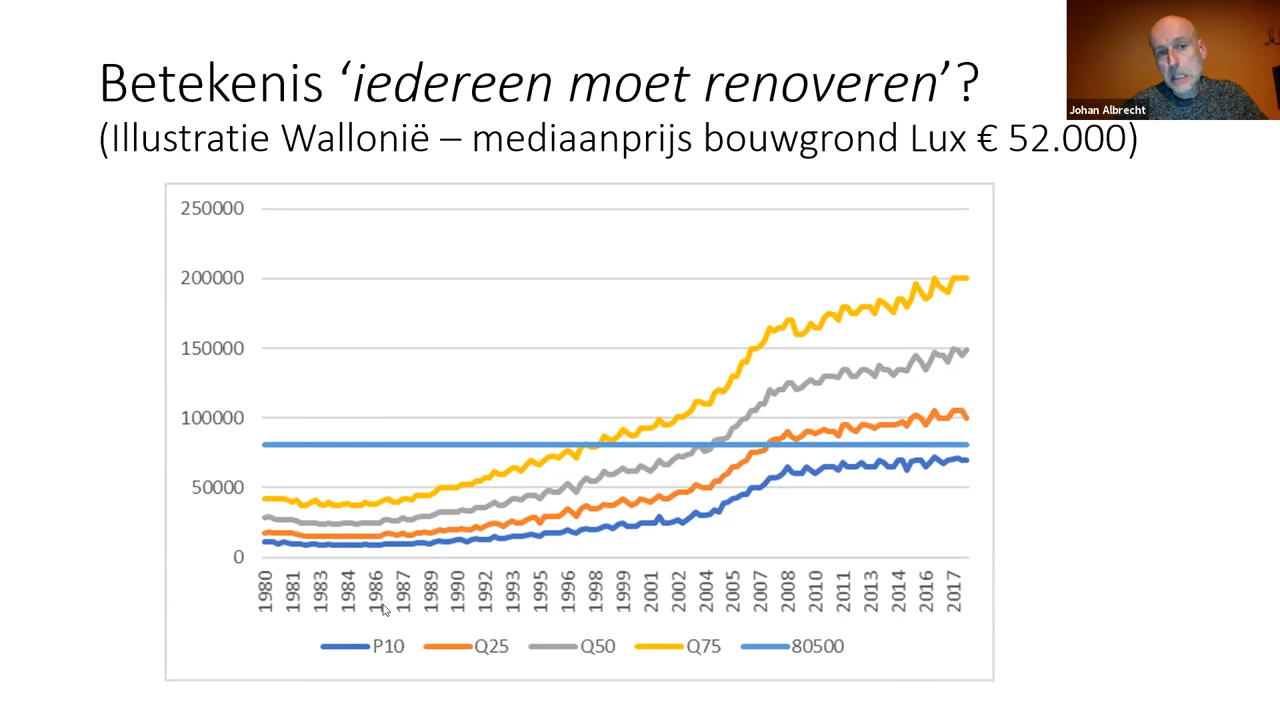 Betekenis ‘iedereen moet renoveren’?
Johan Albrecht
(Illustratie Wallonië – mediaanprijs bouwgrond Lux € 52.000)
250000
200000
150000
100000
50000
0
1980 1981 1983 1984 1986 1987 1989 1990 1992 1993 1995 1996 1998 1999 2001 2002 2004 2005 2007 2008 2010 2011 2013 2014 2016 2017
P10 Q25 Q50 Q75 80500